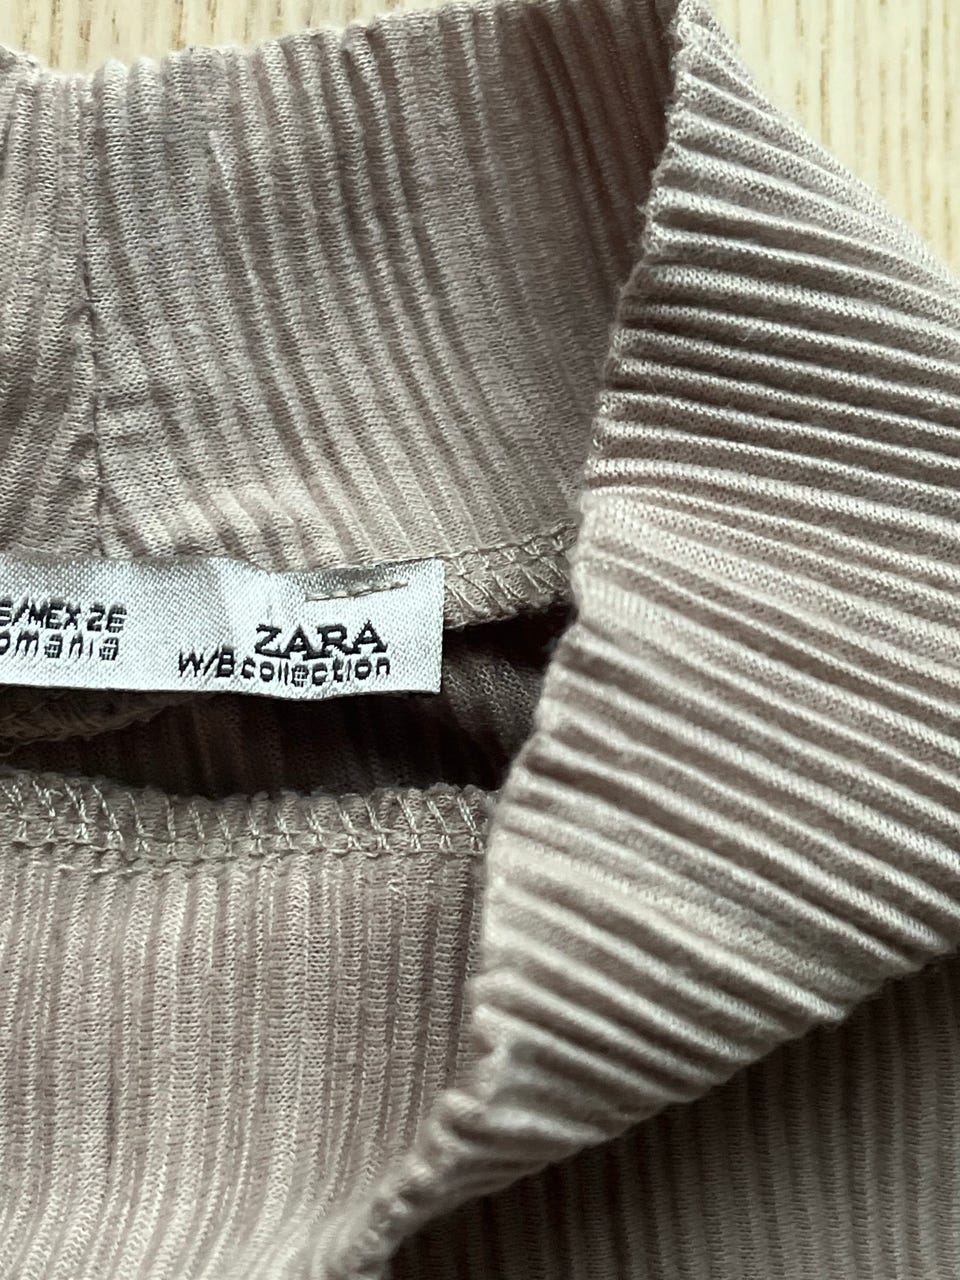 S/MEX 26
omania
ZARA
W/B collection